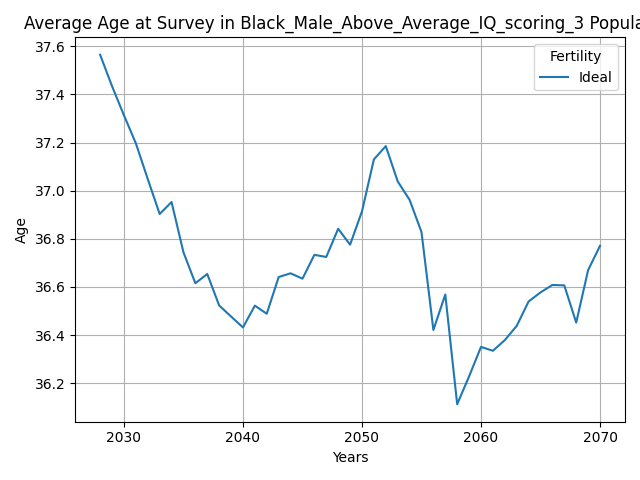 Average Age at Survey in Black_Male_Above_Average_IQ_scoring_3 Popula
Fertility
Ideal
37.6
37.4
37.2
37.0
36.8
36.6
36.4
36.2
Age
2030 2040 2050 2060 2070
Years